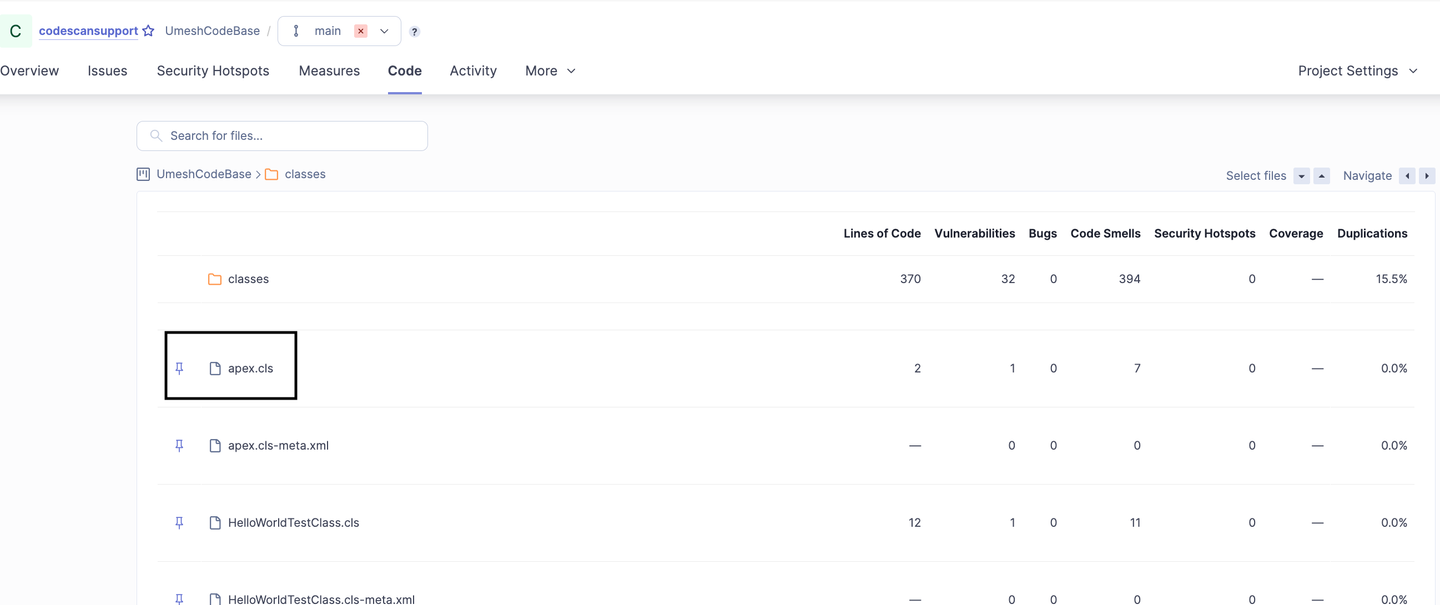 C codescansupport UmeshCodeBase / main × ?
Overview Issues Security Hotspots Measures Code Activity More Project Settings
Search for files...
UmeshCodeBase > classes Select files Navigate
Lines of Code Vulnerabilities Bugs Code Smells Security Hotspots Coverage Duplications
classes 370 32 0 394 0 — 15.5%
apex.cls 2 1 0 7 0 — 0.0%
apex.cls-meta.xml — 0 0 0 0 — 0.0%
HelloWorldTestClass.cls 12 1 0 11 0 — 0.0%
HelloWorldTestClass.cls-meta.xml — 0 0 0 0 — 0.0%